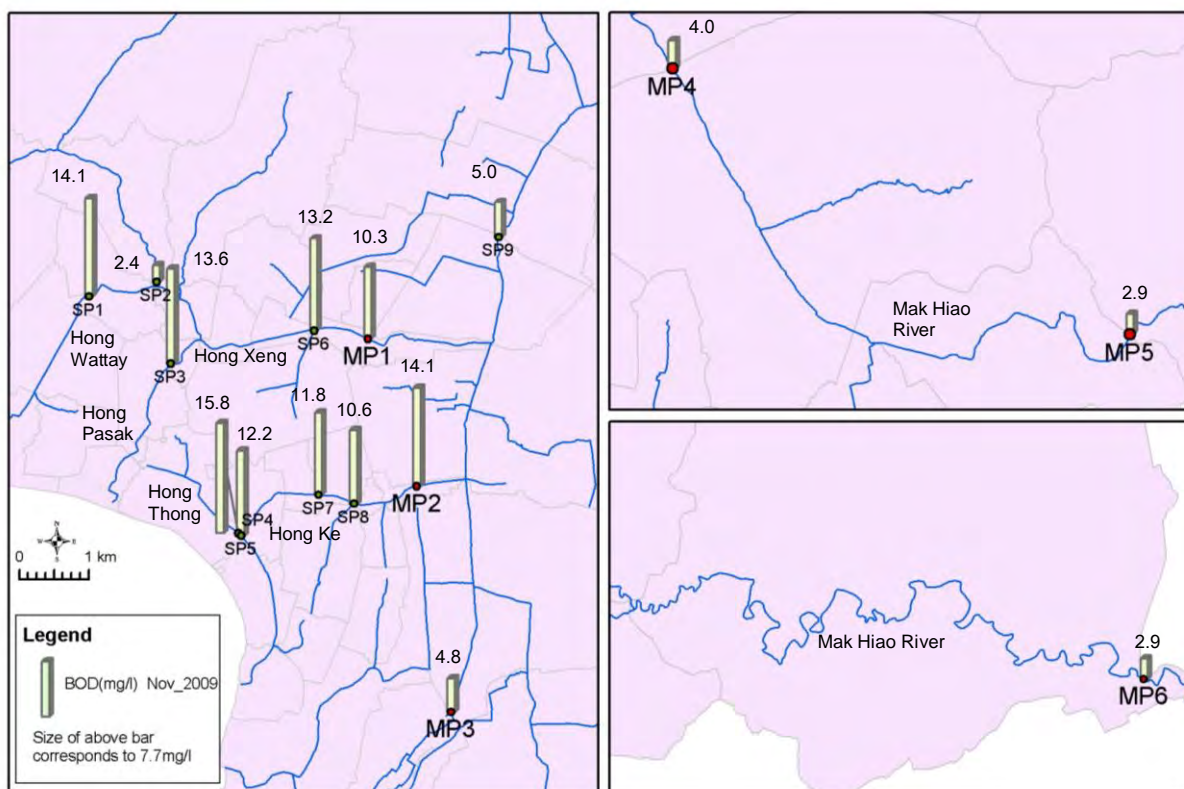 14.1
2.4
13.6
13.2
10.3
5.0
SP1
SP2
SP9
Hong
Wattay
SP3
Hong Xeng
SP6
MP1
Hong
Pasak
15.8
12.2
11.8
10.6
14.1
Hong
Thong
SP4
SP5
Hong Ke
SP7
SP8
MP2
N
W
E
S
0
1 km
4.8
MP3
Legend
BOD(mg/l) Nov_2009
Size of above bar
corresponds to 7.7mg/l
4.0
MP4
Mak Hiao
River
2.9
MP5
Mak Hiao River
2.9
MP6